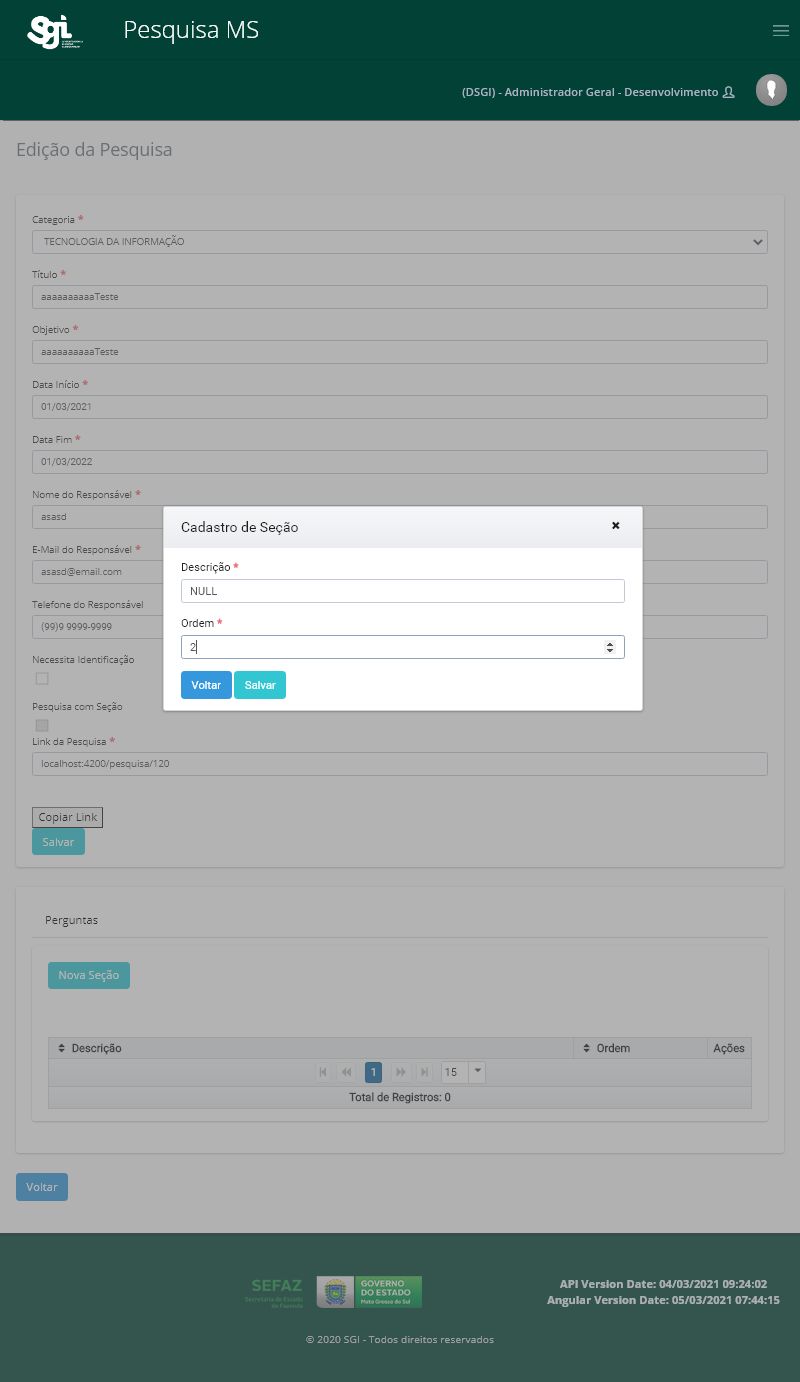 Sgi
Pesquisa MS
(DSGI) - Administrador Geral - Desenvolvimento
Edição da Pesquisa
Categoria *
TECNOLOGIA DA INFORMAÇÃO
Título *
aaaaaaaaaaTeste
Objetivo *
aaaaaaaaaaTeste
Data Início *
01/03/2021
Data Fim *
01/03/2022
Nome do Responsável *
asasd
E-Mail do Responsável *
asasd@email.com
Telefone do Responsável
(99)9 9999-9999
Necessita Identificação
Pesquisa com Seção
Link da Pesquisa *
localhost:4200/pesquisa/120
Copiar Link
Salvar
Cadastro de Seção
Descrição *
NULL
Ordem *
2
Voltar Salvar
Perguntas
Nova Seção
Descrição Ordem Ações
1 15
Total de Registros: 0
Voltar
SEFAZ
Secretaria de Estado
de Fazenda
GOVERNO
DO ESTADO
Mato Grosso do Sul
API Version Date: 04/03/2021 09:24:02
Angular Version Date: 05/03/2021 07:44:15
© 2020 SGI - Todos direitos reservados